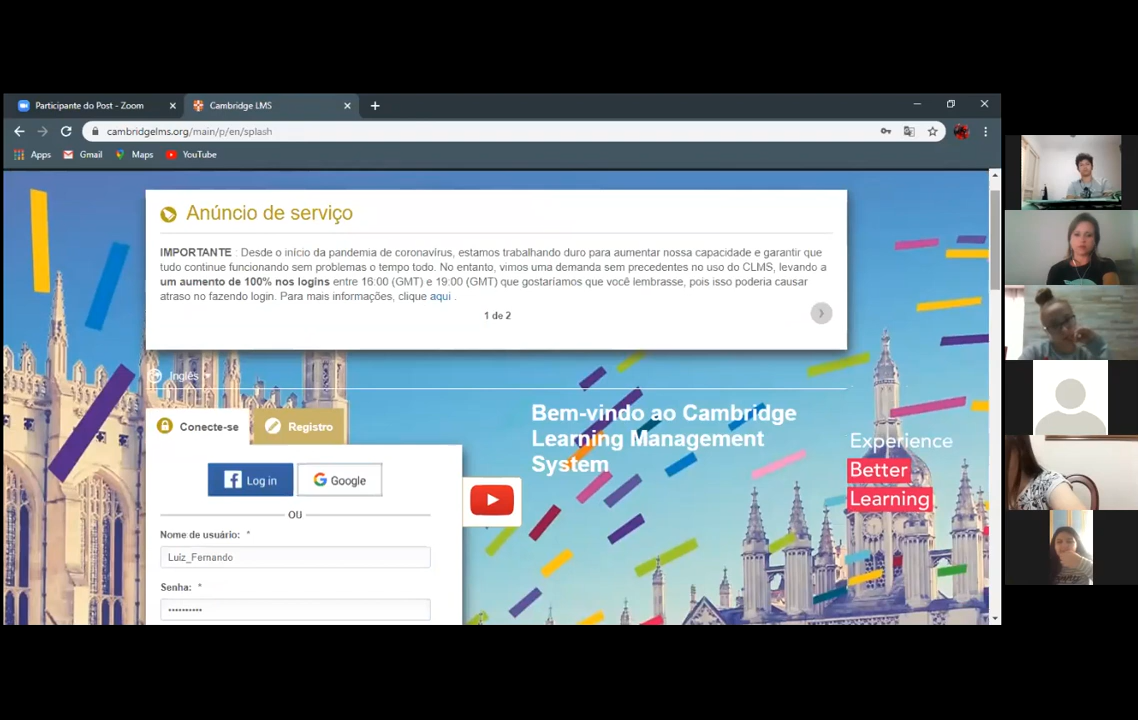 Participante do Post - Zoom
Cambridge LMS
cambridgelms.org/main/p/en/splash
Apps
Gmail
Maps
YouTube
Anúncio de serviço
IMPORTANTE : Desde o início da pandemia de coronavírus, estamos trabalhando duro para aumentar nossa capacidade e garantir que
tudo continue funcionando sem problemas o tempo todo. No entanto, vimos uma demanda sem precedentes no uso do CLMS, levando a
um aumento de 100% nos logins entre 16:00 (GMT) e 19:00 (GMT) que gostaríamos que você lembrasse, pois isso poderia causar
atraso no fazendo login. Para mais informações, clique aqui .
1 de 2
Inglês
Conecte-se
Registro
Log in
Google
OU
Nome de usuário: *
Luiz_Fernando
Senha: *
Bem-vindo ao Cambridge
Learning Management
System
Experience
Better
Learning